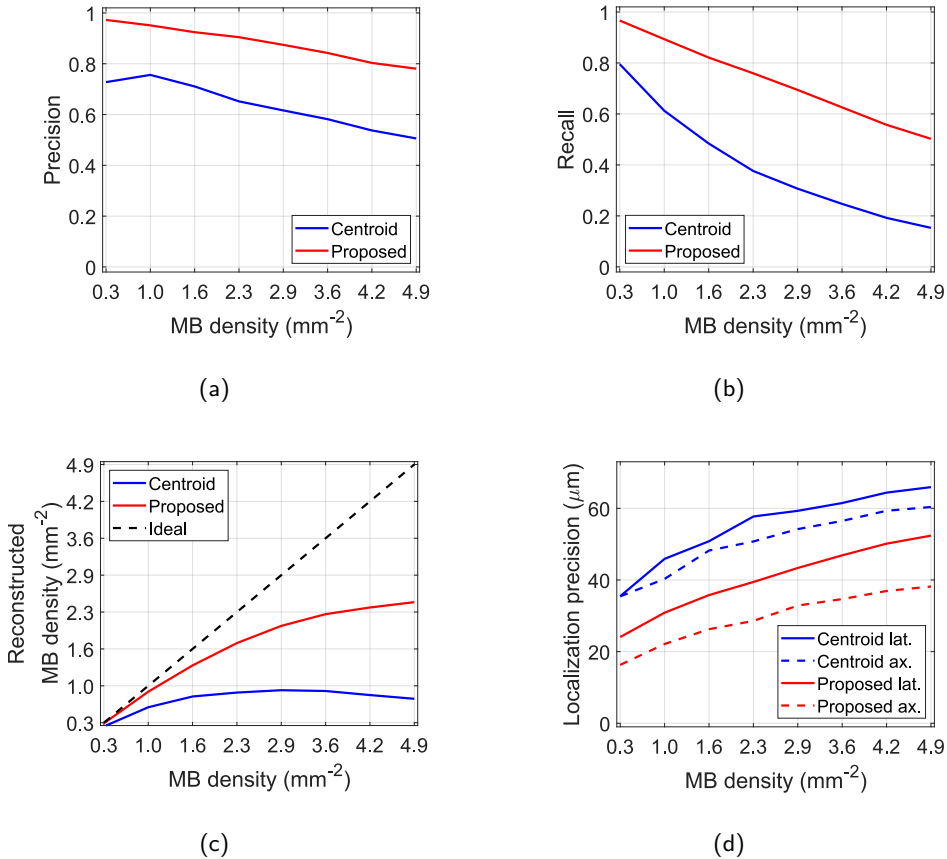 1
0.8
0.6
0.4
0.2
0
Precision
Centroid
Proposed
0.3 1.0 1.6 2.3 2.9 3.6 4.2 4.9
MB density (mm⁻²)
(a)
1
0.8
0.6
0.4
0.2
0
Recall
Centroid
Proposed
0.3 1.0 1.6 2.3 2.9 3.6 4.2 4.9
MB density (mm⁻²)
(b)
4.9
4.2
3.6
2.9
2.3
1.6
1.0
0.3
Reconstructed
MB density (mm⁻²)
Centroid
Proposed
Ideal
0.3 1.0 1.6 2.3 2.9 3.6 4.2 4.9
MB density (mm⁻²)
(c)
60
40
20
0
Localization precision (μm)
Centroid lat.
Centroid ax.
Proposed lat.
Proposed ax.
0.3 1.0 1.6 2.3 2.9 3.6 4.2 4.9
MB density (mm⁻²)
(d)